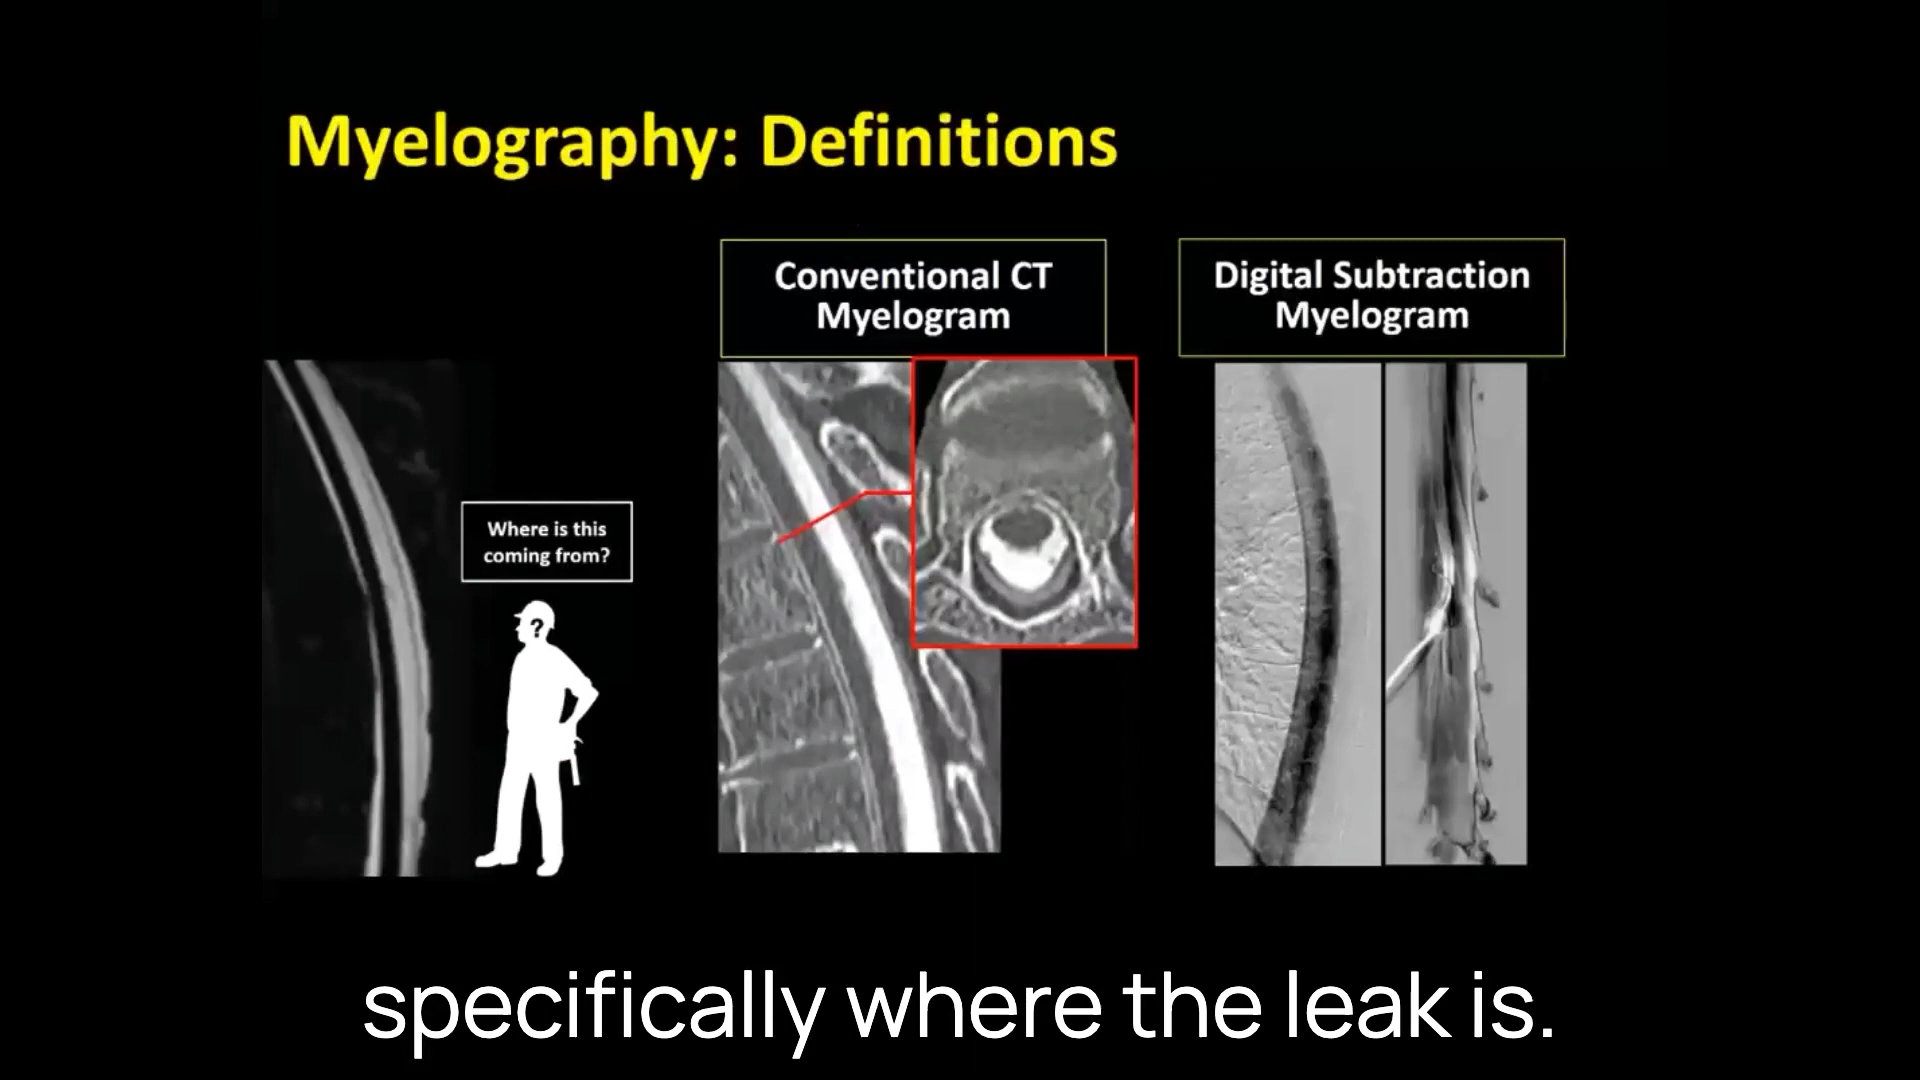 Myelography: Definitions
Conventional CT
Myelogram
Digital Subtraction
Myelogram
Where is this
coming from?
?
specifically where the leak is.